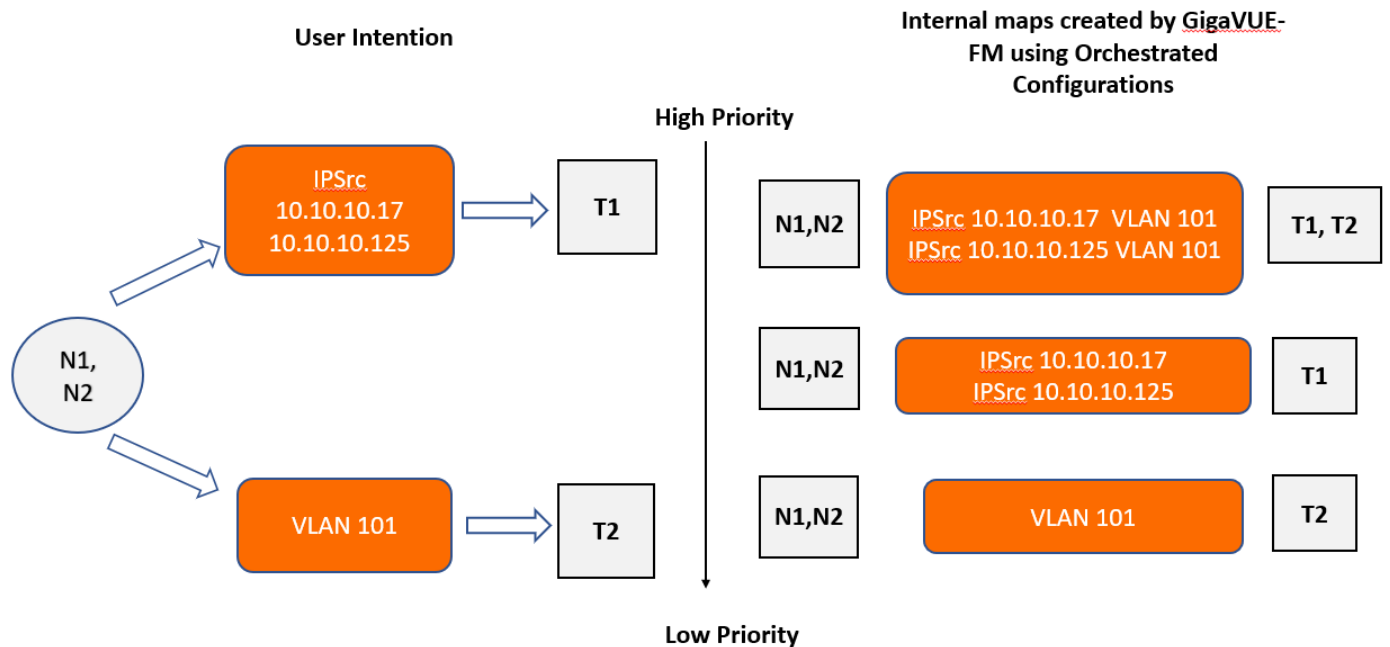 User Intention
Internal maps created by GigaVUE-
FM using Orchestrated
Configurations
High Priority
IPSrc
10.10.10.17
10.10.10.125
T1
N1,
N2
VLAN 101
T2
N1,N2
IPSrc 10.10.10.17 VLAN 101
IPSrc 10.10.10.125 VLAN 101
T1, T2
N1,N2
IPSrc 10.10.10.17
IPSrc 10.10.10.125
T1
N1,N2
VLAN 101
T2
Low Priority